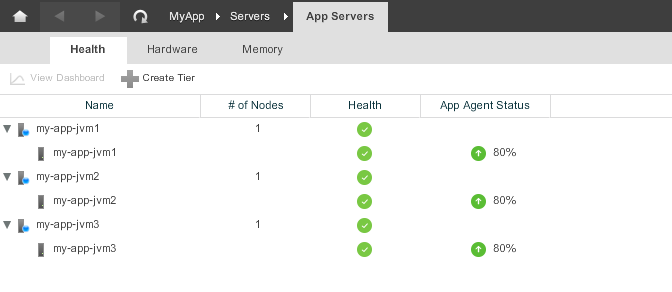 MyApp Servers App Servers
Health Hardware Memory
View Dashboard Create Tier
Name # of Nodes Health App Agent Status
my-app-jvm1 1
my-app-jvm1 80%
my-app-jvm2 1
my-app-jvm2 80%
my-app-jvm3 1
my-app-jvm3 80%